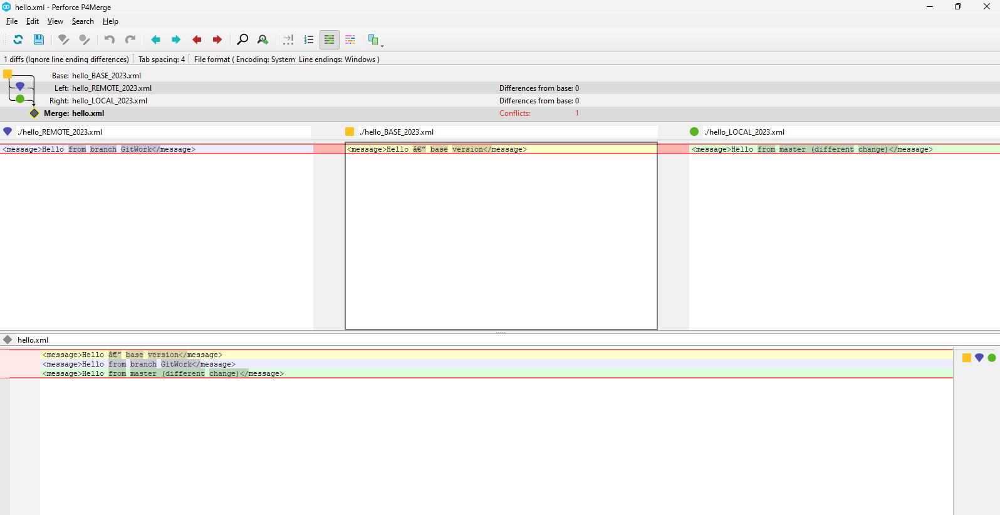 hello.xml - Perforce P4Merge
File Edit View Search Help
1 diffs (Ignore line ending differences) Tab spacing: 4 File format ( Encoding: System Line endings: Windows )
Base: hello_BASE_2023.xml
Left: hello_REMOTE_2023.xml Differences from base: 0
Right: hello_LOCAL_2023.xml Differences from base: 0
Merge: hello.xml Conflicts: 1
./hello_REMOTE_2023.xml ./hello_BASE_2023.xml ./hello_LOCAL_2023.xml
<message>Hello from branch GitWork</message> <message>Hello â€” base version</message> <message>Hello from master (different change)</message>
hello.xml
<message>Hello â€” base version</message>
<message>Hello from branch GitWork</message>
<message>Hello from master (different change)</message>